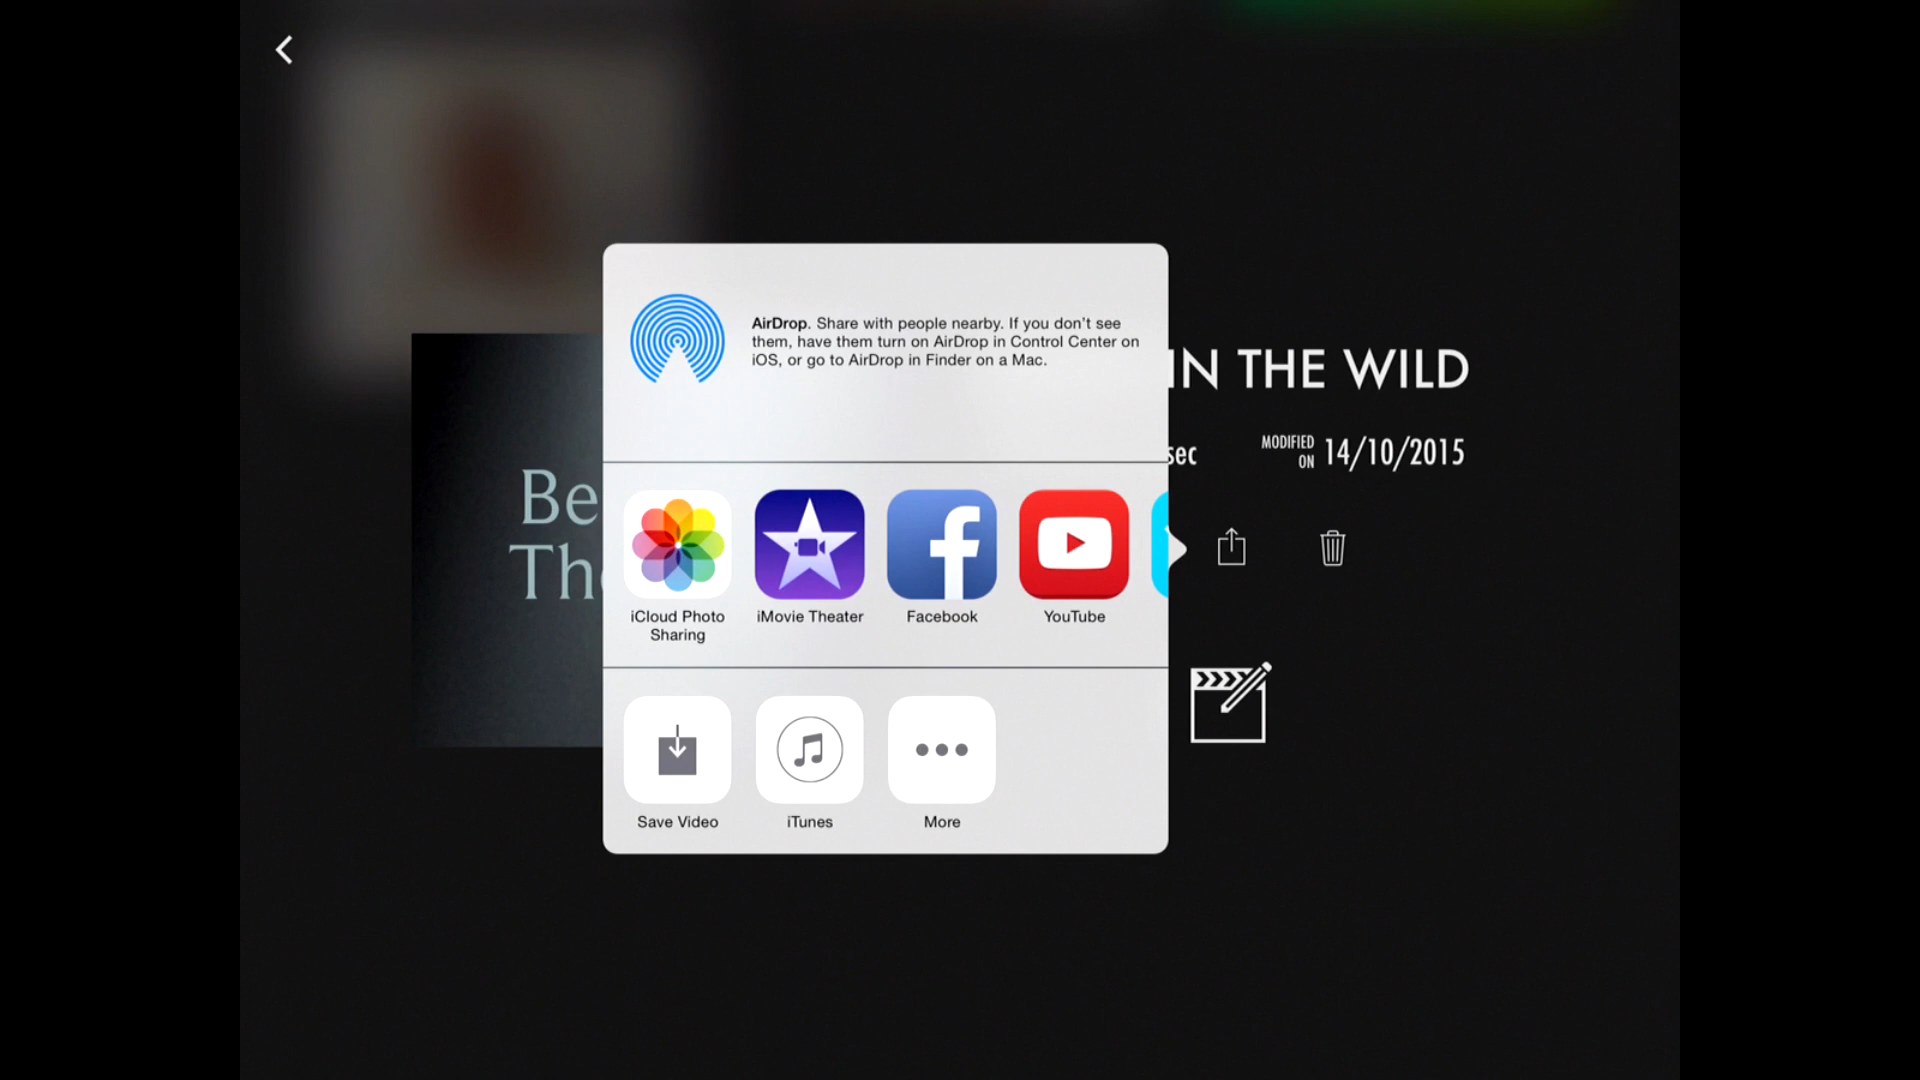 AirDrop. Share with people nearby. If you don't see
them, have them turn on AirDrop in Control Center on
iOS, or go to AirDrop in Finder on a Mac.
IN THE WILD
sec
MODIFIED
ON
14/10/2015
Be
The
iCloud Photo
Sharing
iMovie Theater
Facebook
YouTube
Save Video
iTunes
More